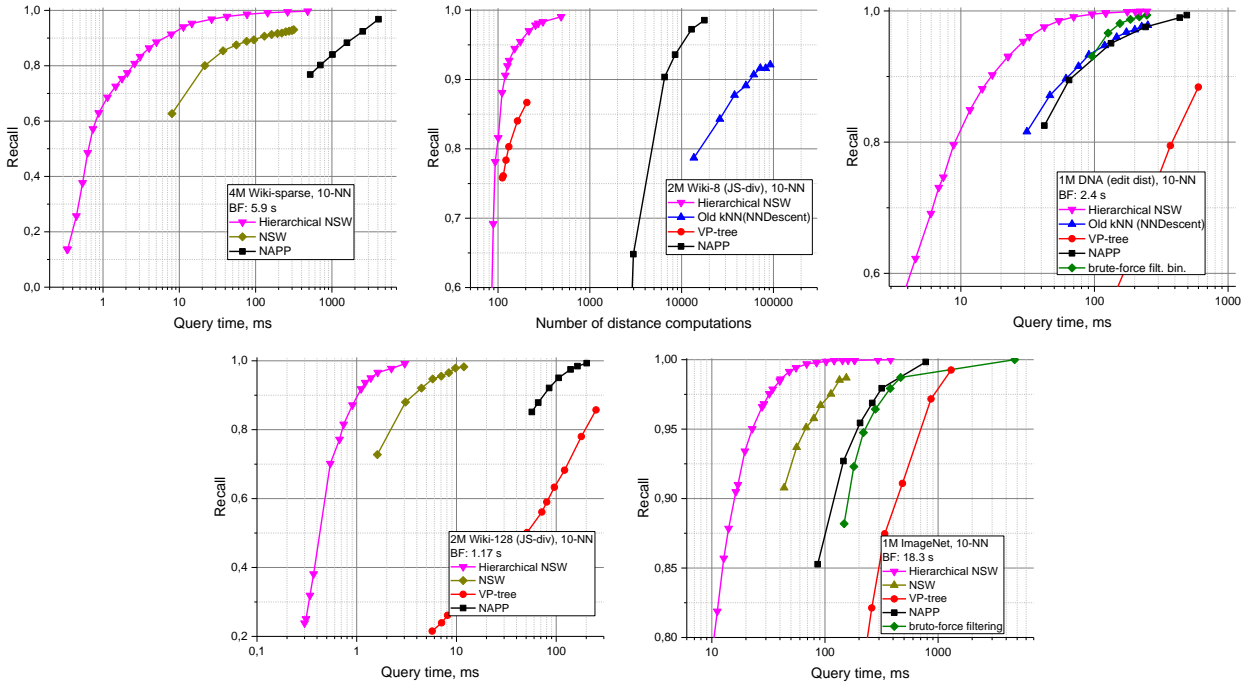 1,0
0,8
0,6
0,4
0,2
0,0
Recall
1
10
100
1000
Query time, ms
4M Wiki-sparse, 10-NN
BF: 5.9 s
Hierarchical NSW
NSW
NAPP
1,0
0,9
0,8
0,7
0,6
Recall
100
1000
10000
100000
Number of distance computations
2M Wiki-8 (JS-div), 10-NN
Hierarchical NSW
Old kNN(NNDescent)
VP-tree
NAPP
1,0
0,8
0,6
Recall
10
100
1000
Query time, ms
1M DNA (edit dist), 10-NN
BF: 2.4 s
Hierarchical NSW
Old kNN (NNDescent)
VP-tree
NAPP
brute-force filt. bin.
1,0
0,8
0,6
0,4
0,2
Recall
0,1
1
10
100
Query time, ms
2M Wiki-128 (JS-div), 10-NN
BF: 1.17 s
Hierarchical NSW
NSW
VP-tree
NAPP
1,00
0,95
0,90
0,85
0,80
Recall
10
100
1000
Query time, ms
1M ImageNet, 10-NN
BF: 18.3 s
Hierarchical NSW
NSW
VP-tree
NAPP
bruto-force filtering